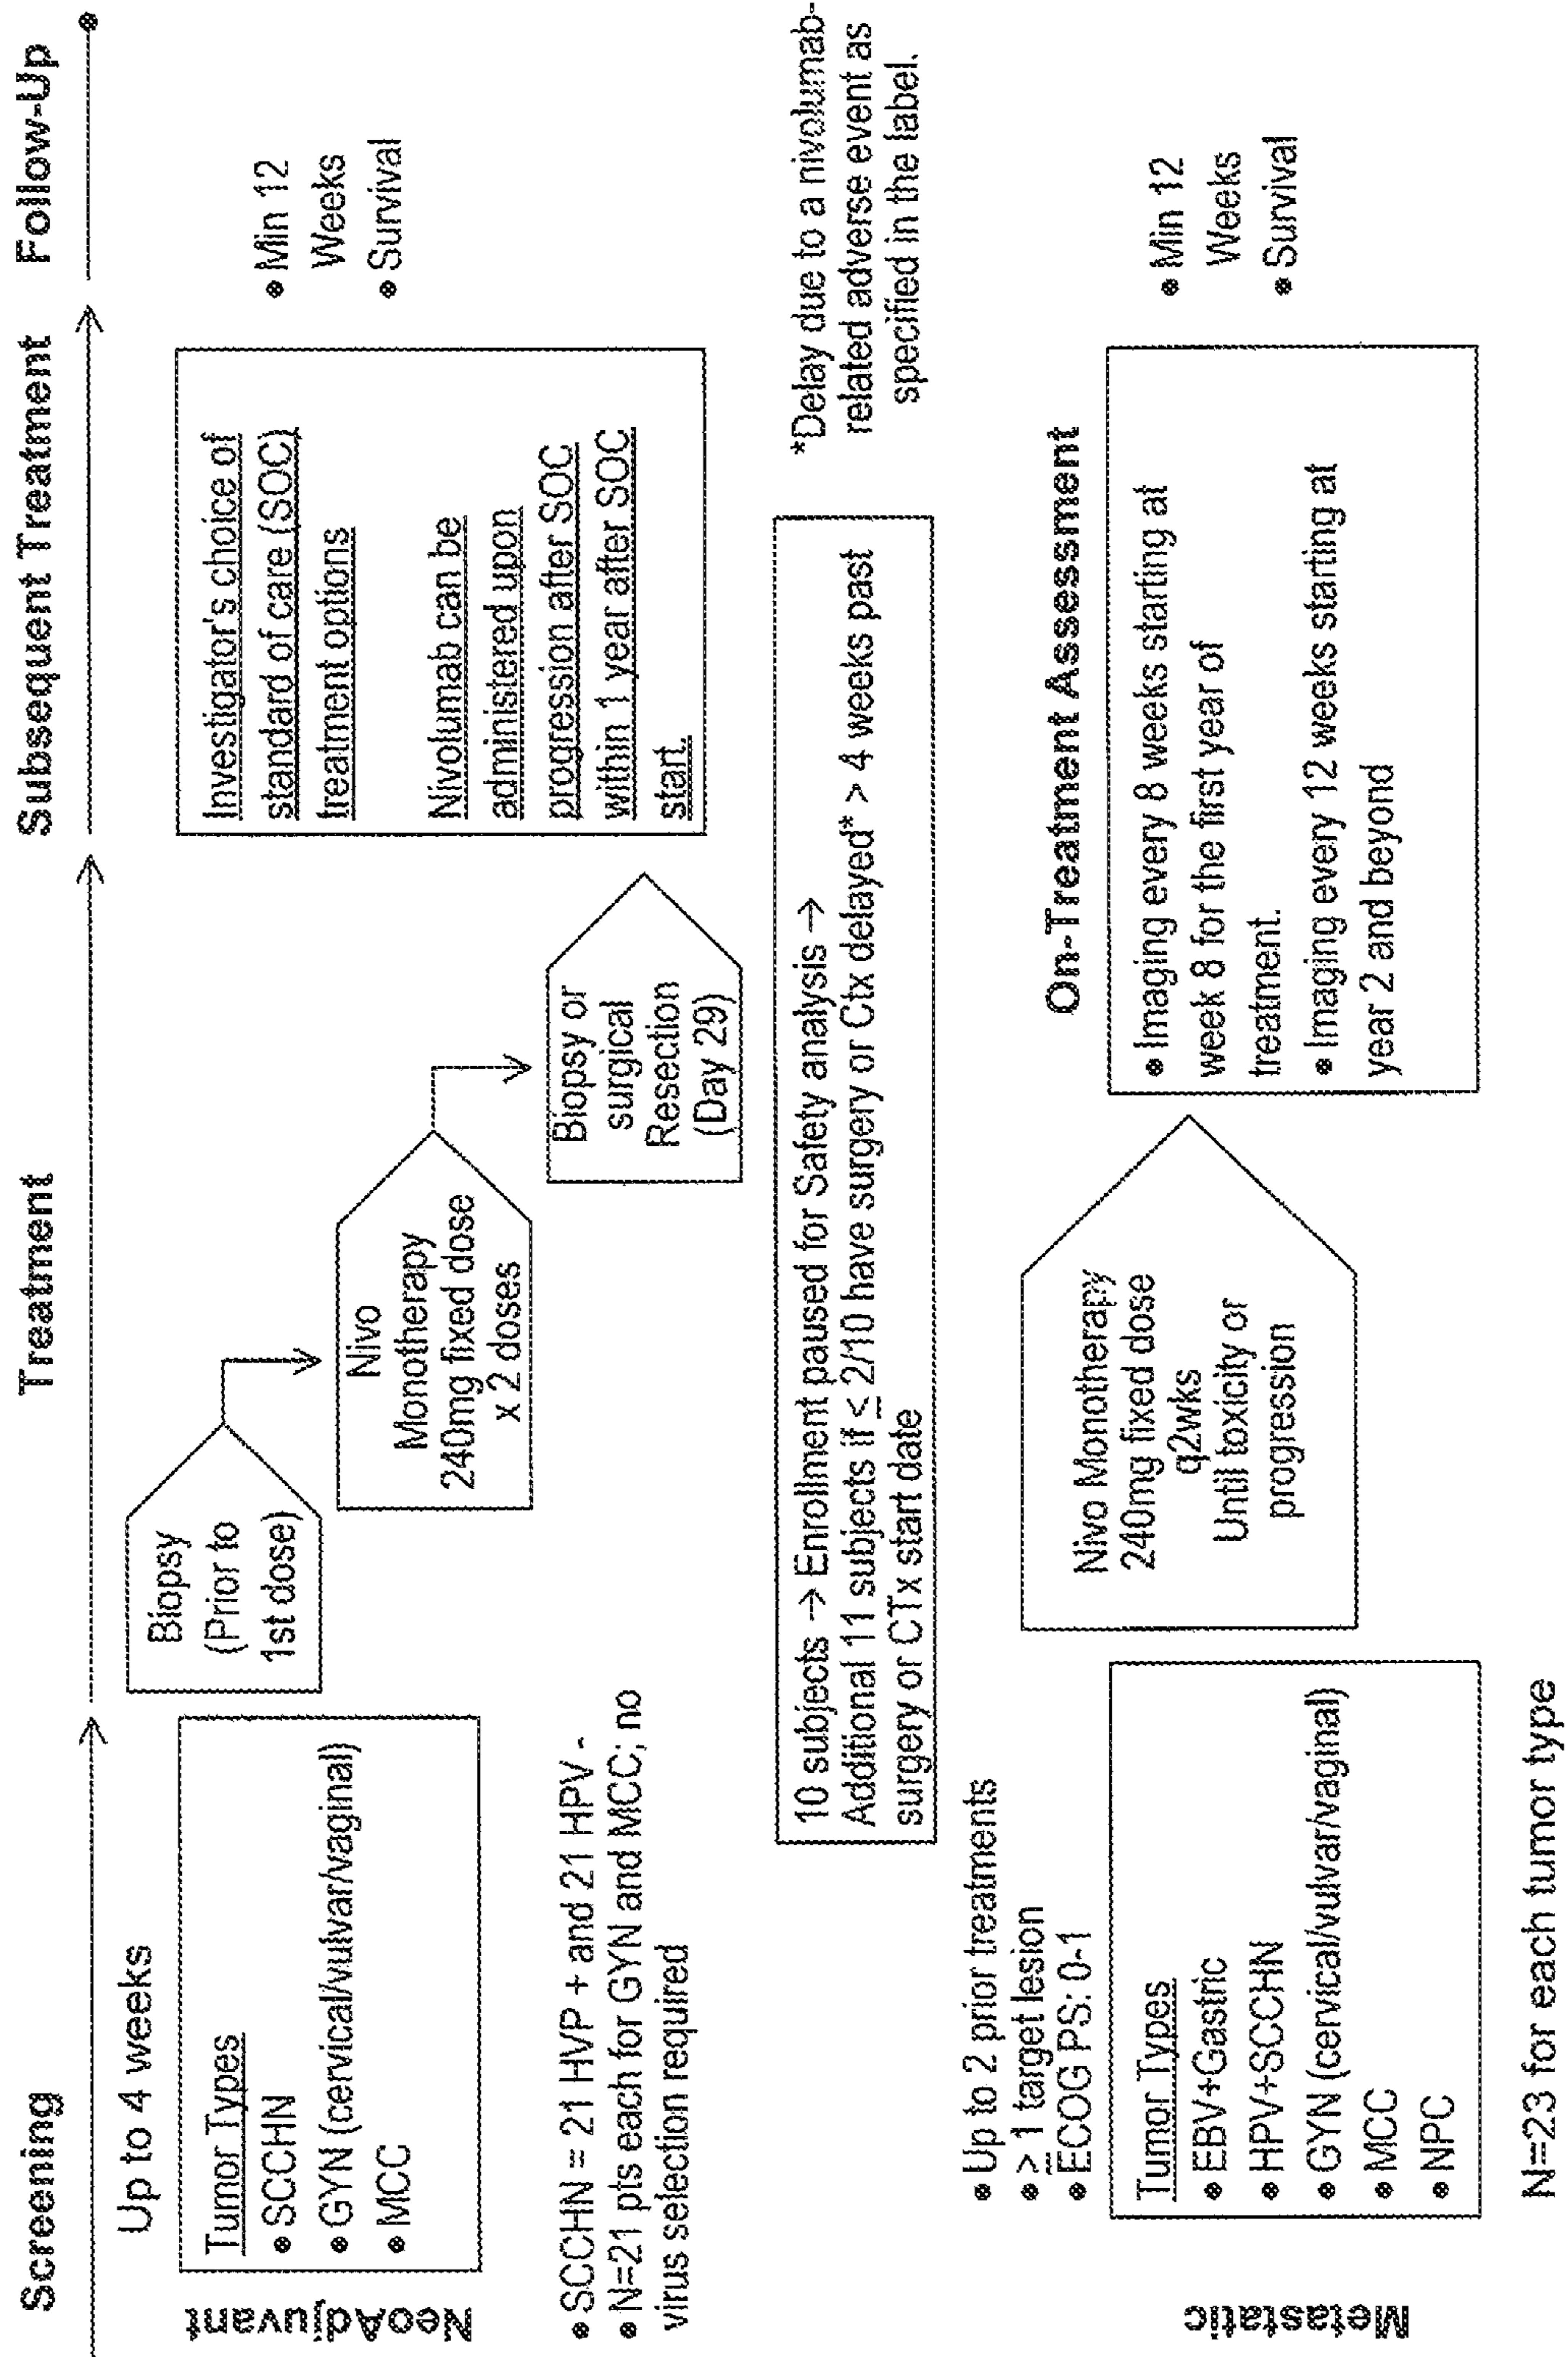 Screening
Treatment
Subsequent Treatment
Follow-Up
NeoAdjuvant
Up to 4 weeks
Tumor Types
• SCCHN
• GYN (cervical/vulvar/vaginal)
• MCC
• SCCHN = 21 HVP + and 21 HPV -
• N=21 pts each for GYN and MCC; no
virus selection required
Biopsy
(Prior to
1st dose)
Nivo
Monotherapy
240mg fixed dose
x 2 doses
Biopsy or
surgical
Resection
(Day 29)
Investigator's choice of
standard of care (SOC)
treatment options
Nivolumab can be
administered upon
progression after SOC
within 1 year after SOC
start.
• Min 12
Weeks
• Survival
10 subjects → Enrollment paused for Safety analysis →
Additional 11 subjects if ≤ 2/10 have surgery or Ctx delayed* > 4 weeks past
surgery or CTx start date
*Delay due to a nivolumab-
related adverse event as
specified in the label.
Metastatic
• Up to 2 prior treatments
• ≥ 1 target lesion
• ECOG PS: 0-1
Tumor Types
• EBV+Gastric
• HPV+SCCHN
• GYN (cervical/vulvar/vaginal)
• MCC
• NPC
N=23 for each tumor type
Nivo Monotherapy
240mg fixed dose
q2wks
Until toxicity or
progression
On-Treatment Assessment
• Imaging every 8 weeks starting at
week 8 for the first year of
treatment.
• Imaging every 12 weeks starting at
year 2 and beyond
• Min 12
Weeks
• Survival